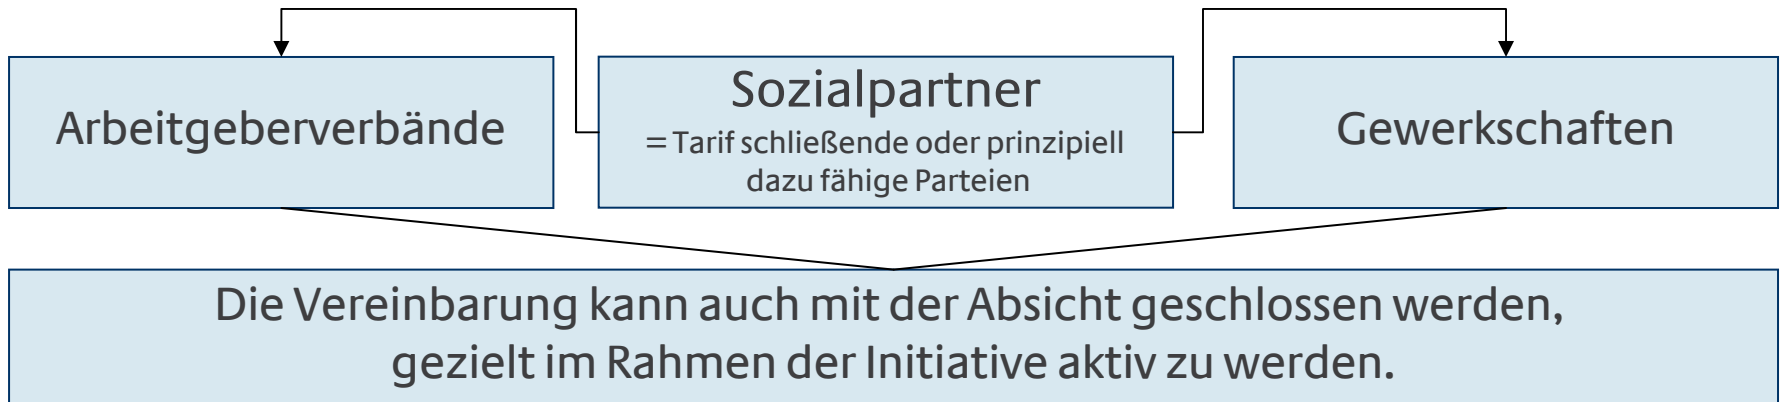 Arbeitgeberverbände
Sozialpartner
= Tarif schließende oder prinzipiell
dazu fähige Parteien
Gewerkschaften
Die Vereinbarung kann auch mit der Absicht geschlossen werden,
gezielt im Rahmen der Initiative aktiv zu werden.